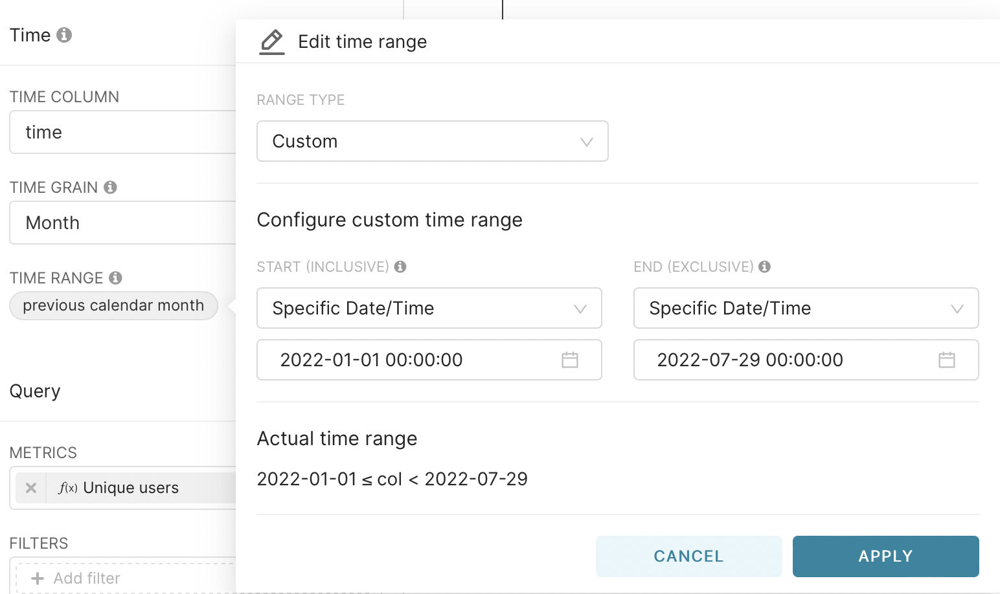 Time
TIME COLUMN
time
TIME GRAIN
Month
TIME RANGE
previous calendar month
Query
METRICS
f(x) Unique users
FILTERS
+ Add filter
Edit time range
RANGE TYPE
Custom
Configure custom time range
START (INCLUSIVE)
Specific Date/Time
2022-01-01 00:00:00
END (EXCLUSIVE)
Specific Date/Time
2022-07-29 00:00:00
Actual time range
2022-01-01 ≤ col < 2022-07-29
CANCEL
APPLY